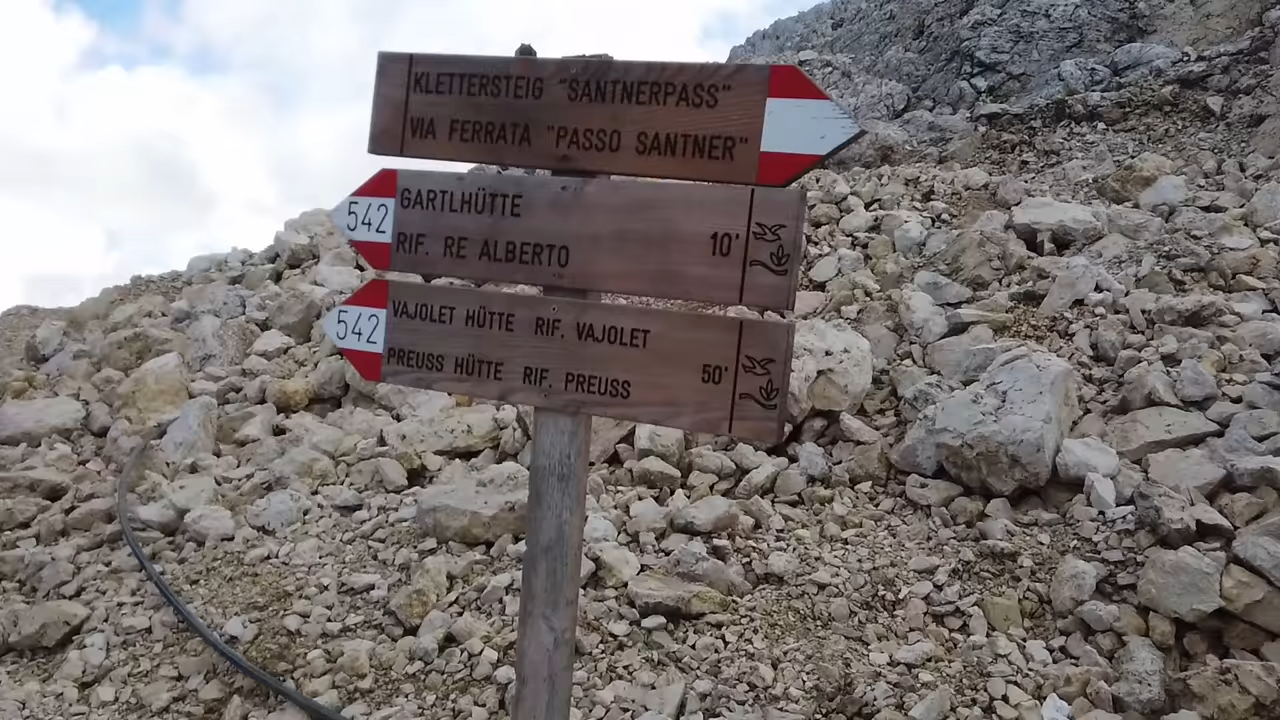 KLETTERSTEIG "SANTNERPASS"
VIA FERRATA "PASSO SANTNER"
542
GARTLHÜTTE
RIF. RE ALBERTO 10'
542
VAJOLET HÜTTE RIF. VAJOLET
PREUSS HÜTTE RIF. PREUSS 50'